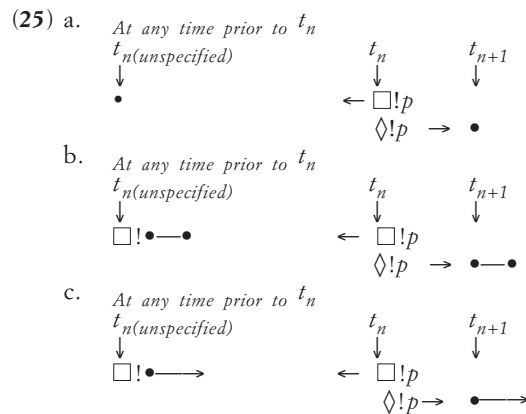 (25) a. At any time prior to tn
tn(unspecified) tn tn+1
↓ ↓ ↓
• ← □!p
◊!p → •
b. At any time prior to tn
tn(unspecified) tn tn+1
↓ ↓ ↓
□!•—• ← □!p
◊!p → •—•
c. At any time prior to tn
tn(unspecified) tn tn+1
↓ ↓ ↓
□!•⟶ ← □!p
◊!p → •⟶